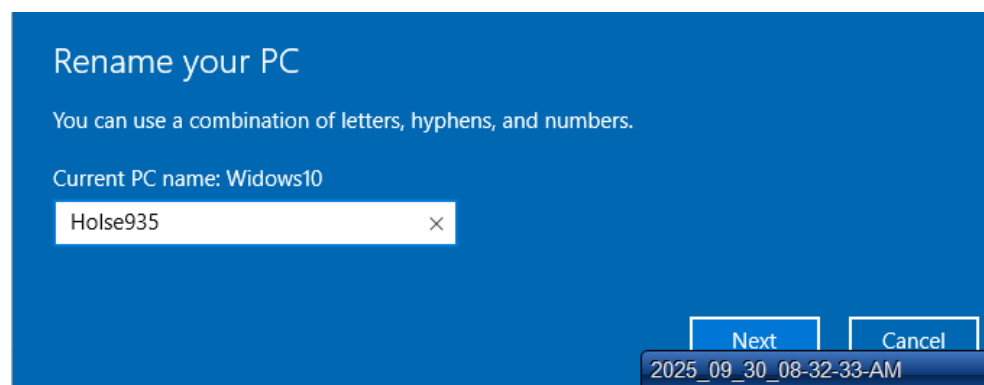 Rename your PC
You can use a combination of letters, hyphens, and numbers.
Current PC name: Widows10
Holse935
Next Cancel
2025_09_30_08-32-33-AM